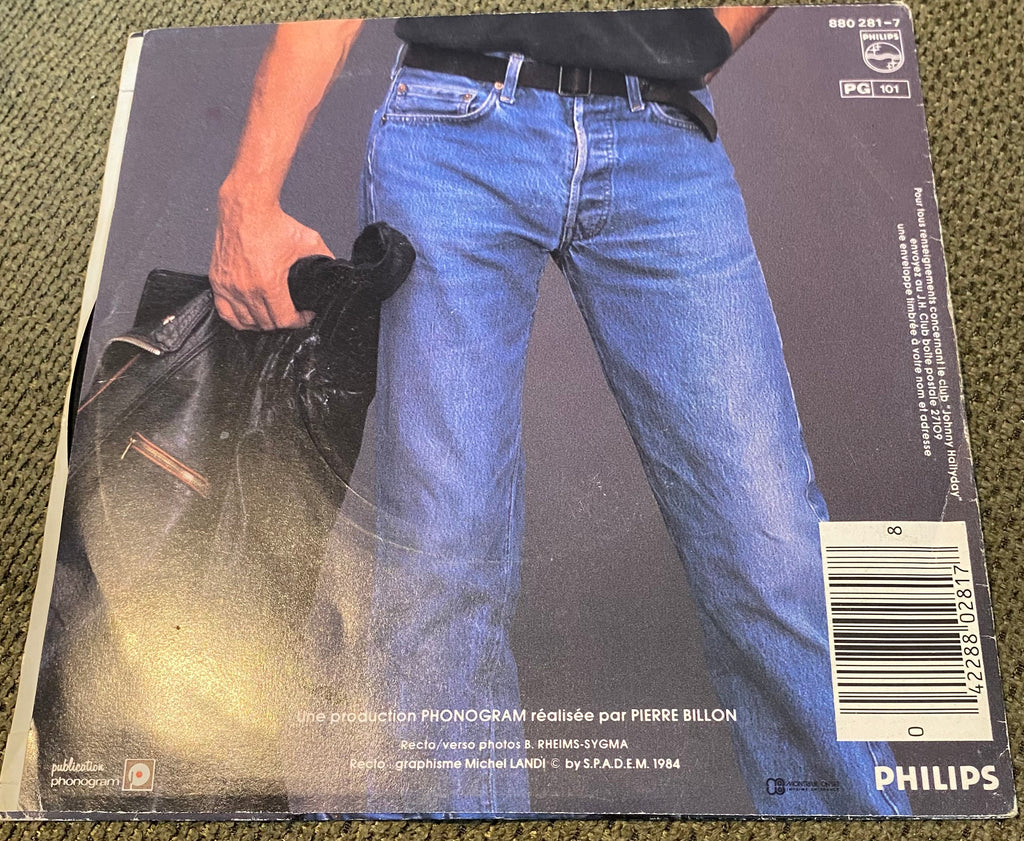 880 281-7
PHILIPS
PG 101
Pour tous renseignements concernant le club "Johnny Hallyday"
envoyez au J.H. Club boîte postale 27109
une enveloppe timbrée à votre nom et adresse
8
42288 02817
0
une production PHONOGRAM réalisée par PIERRE BILLON
Recto/verso photos B. RHEIMS-SYGMA
Recto : graphisme Michel LANDI © by S.P.A.D.E.M. 1984
publication
phonogram
PHILIPS